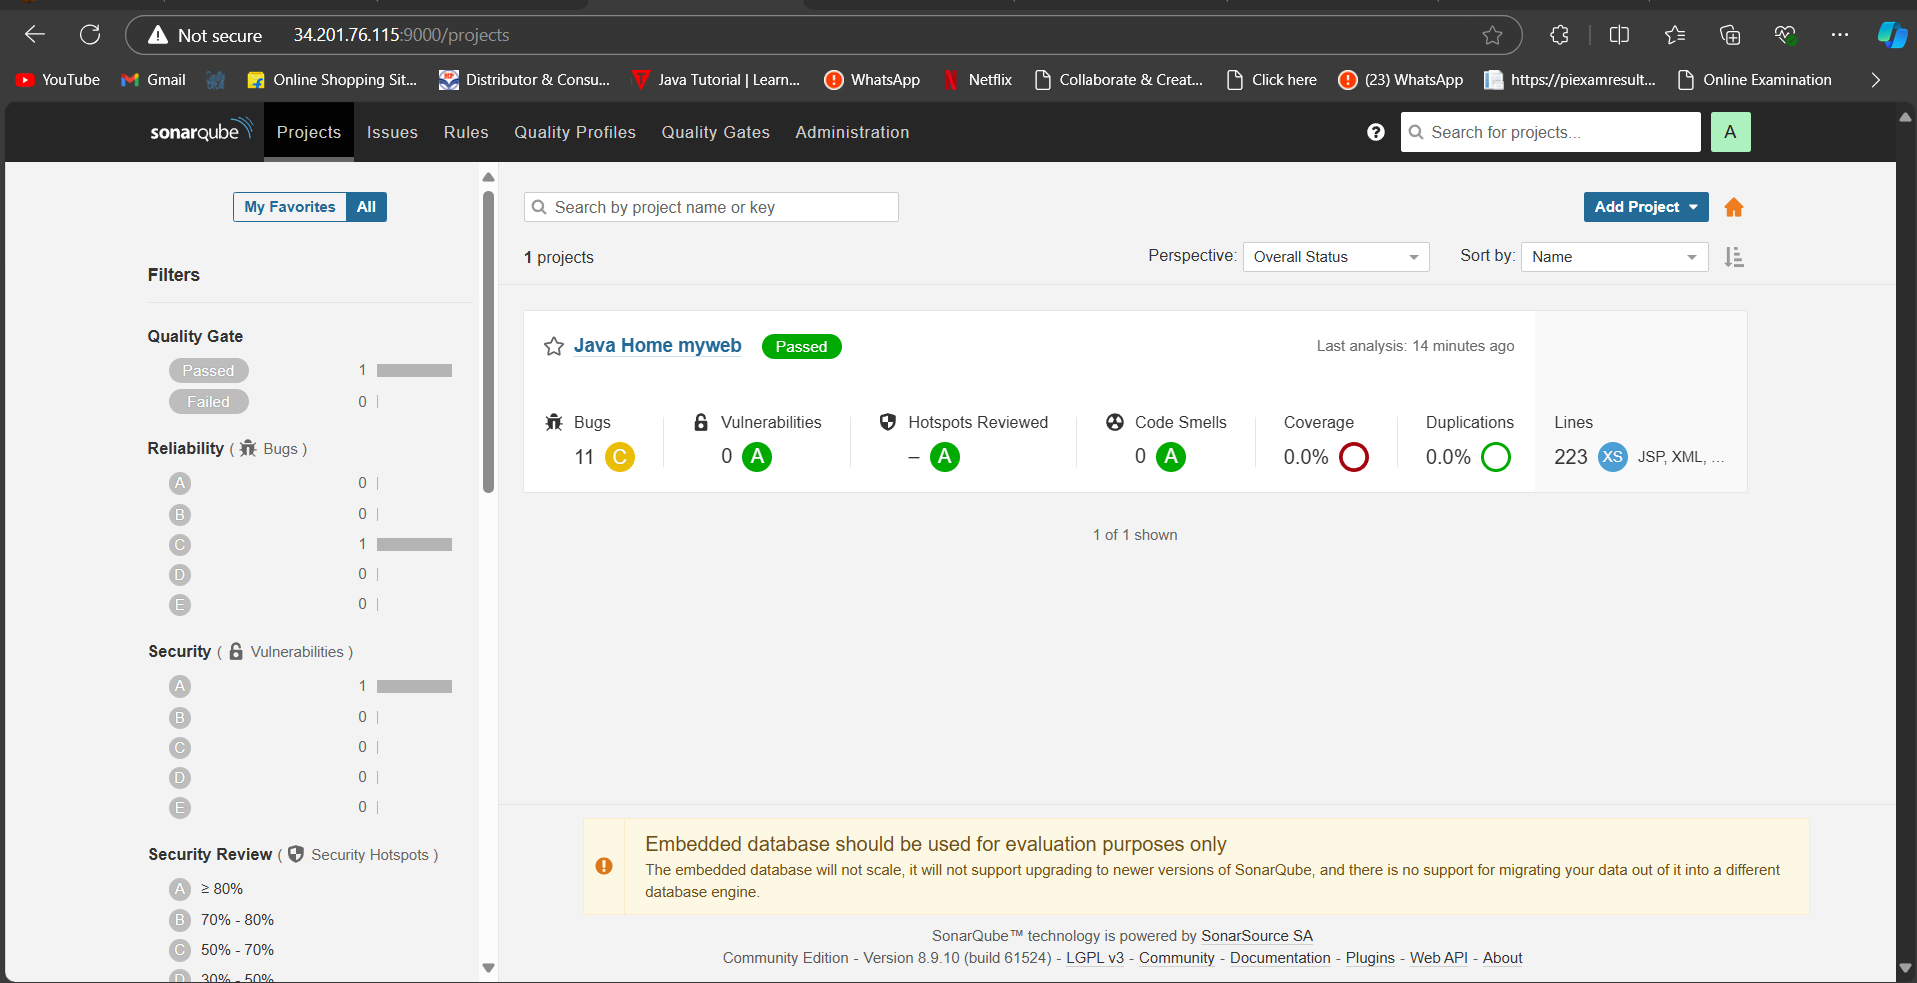 Not secure 34.201.76.115:9000/projects
YouTube Gmail Online Shopping Sit... Distributor & Consu... Java Tutorial | Learn... WhatsApp Netflix Collaborate & Creat... Click here (23) WhatsApp https://piexamresult... Online Examination
sonarqube Projects Issues Rules Quality Profiles Quality Gates Administration ? Search for projects... A
My Favorites All
Filters
Quality Gate
Passed 1
Failed 0
Reliability ( Bugs )
A 0
B 0
C 1
D 0
E 0
Security ( Vulnerabilities )
A 1
B 0
C 0
D 0
E 0
Security Review ( Security Hotspots )
A ≥ 80%
B 70% - 80%
C 50% - 70%
D 30% - 50%
Search by project name or key
Add Project
1 projects
Perspective: Overall Status Sort by: Name
Java Home myweb Passed Last analysis: 14 minutes ago
Bugs Vulnerabilities Hotspots Reviewed Code Smells Coverage Duplications Lines
11 C 0 A – A 0 A 0.0% 0.0% 223 XS JSP, XML, ...
1 of 1 shown
Embedded database should be used for evaluation purposes only
The embedded database will not scale, it will not support upgrading to newer versions of SonarQube, and there is no support for migrating your data out of it into a different
database engine.
SonarQube™ technology is powered by SonarSource SA
Community Edition - Version 8.9.10 (build 61524) - LGPL v3 - Community - Documentation - Plugins - Web API - About